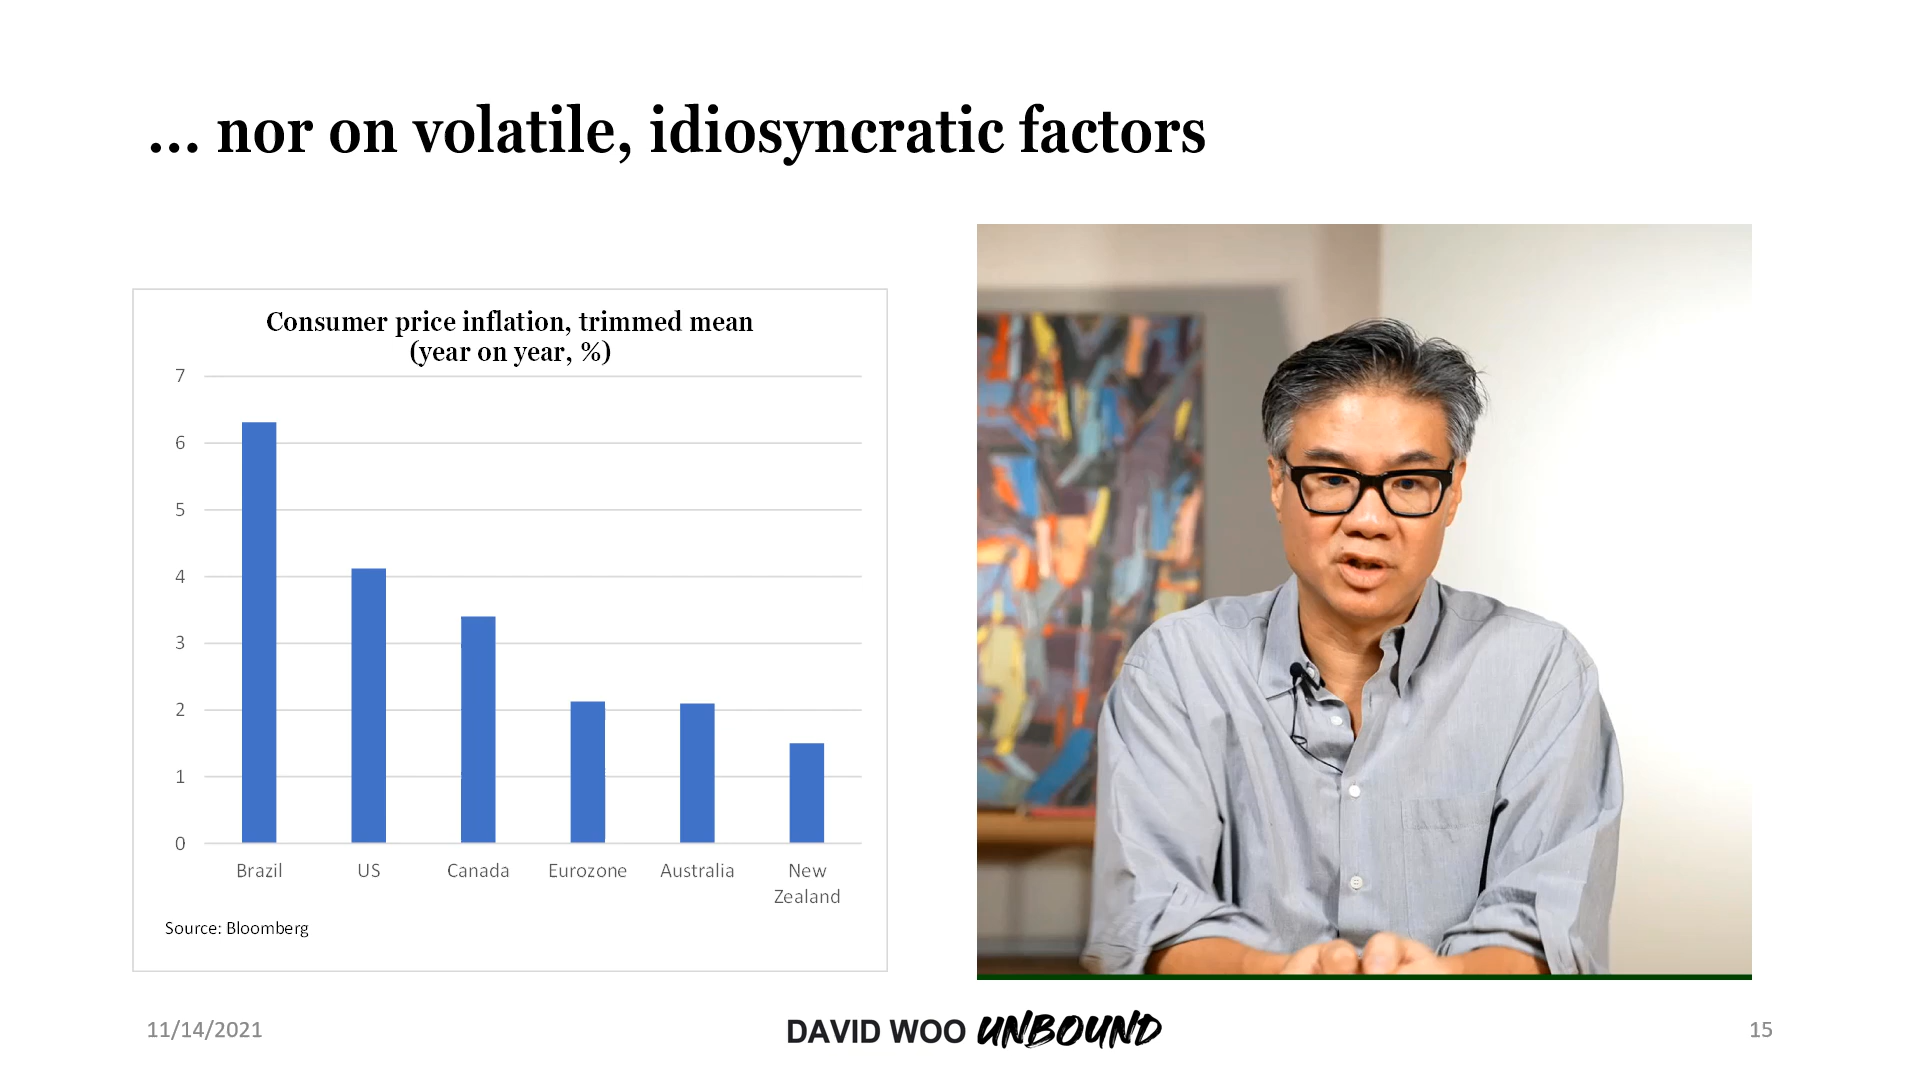 ... nor on volatile, idiosyncratic factors
Consumer price inflation, trimmed mean
(year on year, %)
7
6
5
4
3
2
1
0
Brazil US Canada Eurozone Australia New
Zealand
Source: Bloomberg
11/14/2021
DAVID WOO UNBOUND
15